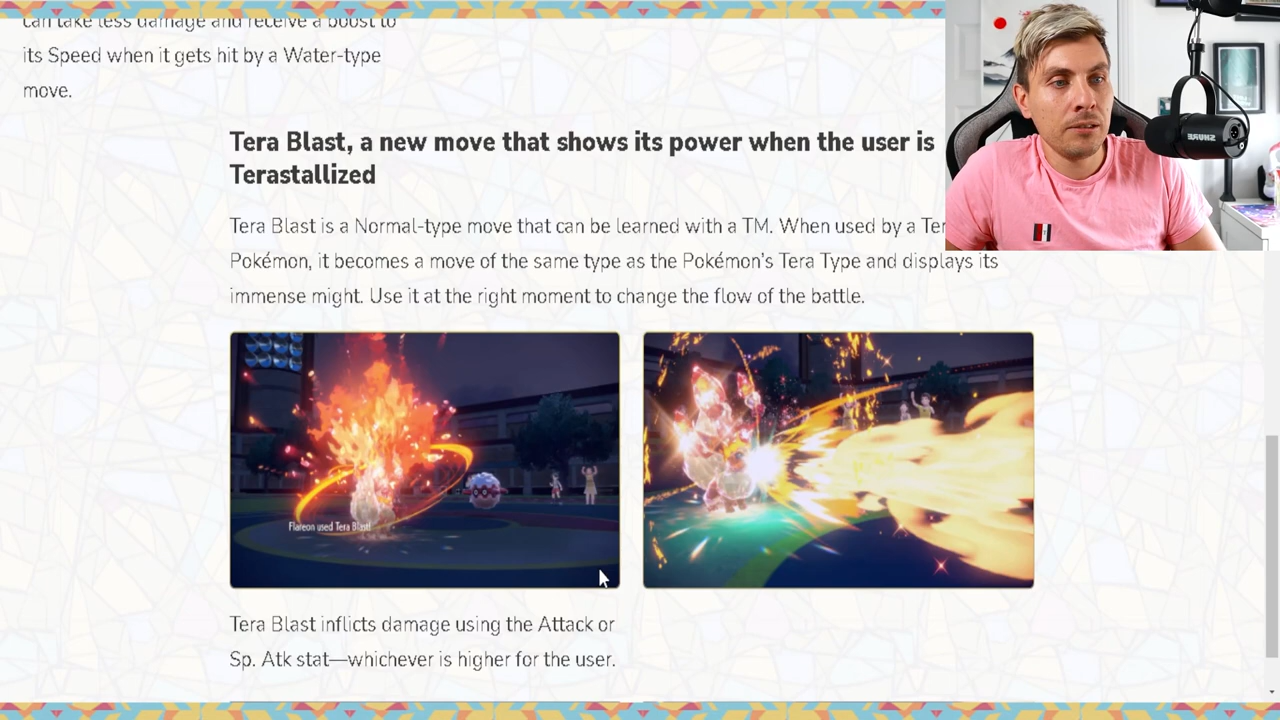 can take less damage and receive a boost to
its Speed when it gets hit by a Water-type
move.
Tera Blast, a new move that shows its power when the user is
Terastallized
Tera Blast is a Normal-type move that can be learned with a TM. When used by a
Pokémon, it becomes a move of the same type as the Pokémon's Tera Type and displays its
immense might. Use it at the right moment to change the flow of the battle.
Flareon used Tera Blast!
Tera Blast inflicts damage using the Attack or
Sp. Atk stat—whichever is higher for the user.
SHURE